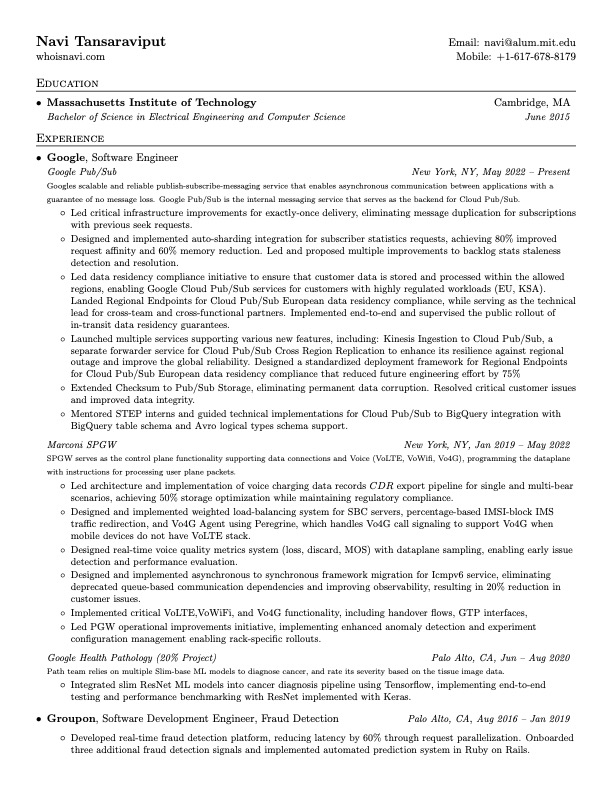 Navi Tansaraviput
Email: navi@alum.mit.edu
whoisnavi.com
Mobile: +1-617-678-8179
Education
• Massachusetts Institute of Technology
Cambridge, MA
Bachelor of Science in Electrical Engineering and Computer Science
June 2015
Experience
• Google, Software Engineer
Google Pub/Sub
New York, NY, May 2022 – Present
Googles scalable and reliable publish-subscribe-messaging service that enables asynchronous communication between applications with a
guarantee of no message loss. Google Pub/Sub is the internal messaging service that serves as the backend for Cloud Pub/Sub.
◦ Led critical infrastructure improvements for exactly-once delivery, eliminating message duplication for subscriptions
with previous seek requests.
◦ Designed and implemented auto-sharding integration for subscriber statistics requests, achieving 80% improved
request affinity and 60% memory reduction. Led and proposed multiple improvements to backlog stats staleness
detection and resolution.
◦ Led data residency compliance initiative to ensure that customer data is stored and processed within the allowed
regions, enabling Google Cloud Pub/Sub services for customers with highly regulated workloads (EU, KSA).
Landed Regional Endpoints for Cloud Pub/Sub European data residency compliance, while serving as the technical
lead for cross-team and cross-functional partners. Implemented end-to-end and supervised the public rollout of
in-transit data residency guarantees.
◦ Launched multiple services supporting various new features, including: Kinesis Ingestion to Cloud Pub/Sub, a
separate forwarder service for Cloud Pub/Sub Cross Region Replication to enhance its resilience against regional
outage and improve the global reliability. Designed a standardized deployment framework for Regional Endpoints
for Cloud Pub/Sub European data residency compliance that reduced future engineering effort by 75%
◦ Extended Checksum to Pub/Sub Storage, eliminating permanent data corruption. Resolved critical customer issues
and improved data integrity.
◦ Mentored STEP interns and guided technical implementations for Cloud Pub/Sub to BigQuery integration with
BigQuery table schema and Avro logical types schema support.
Marconi SPGW
New York, NY, Jan 2019 – May 2022
SPGW serves as the control plane functionality supporting data connections and Voice (VoLTE, VoWifi, Vo4G), programming the dataplane
with instructions for processing user plane packets.
◦ Led architecture and implementation of voice charging data records CDR export pipeline for single and multi-bear
scenarios, achieving 50% storage optimization while maintaining regulatory compliance.
◦ Designed and implemented weighted load-balancing system for SBC servers, percentage-based IMSI-block IMS
traffic redirection, and Vo4G Agent using Peregrine, which handles Vo4G call signaling to support Vo4G when
mobile devices do not have VoLTE stack.
◦ Designed real-time voice quality metrics system (loss, discard, MOS) with dataplane sampling, enabling early issue
detection and performance evaluation.
◦ Designed and implemented asynchronous to synchronous framework migration for Icmpv6 service, eliminating
deprecated queue-based communication dependencies and improving observability, resulting in 20% reduction in
customer issues.
◦ Implemented critical VoLTE,VoWiFi, and Vo4G functionality, including handover flows, GTP interfaces,
◦ Led PGW operational improvements initiative, implementing enhanced anomaly detection and experiment
configuration management enabling rack-specific rollouts.
Google Health Pathology (20% Project)
Palo Alto, CA, Jun – Aug 2020
Path team relies on multiple Slim-base ML models to diagnose cancer, and rate its severity based on the tissue image data.
◦ Integrated slim ResNet ML models into cancer diagnosis pipeline using Tensorflow, implementing end-to-end
testing and performance benchmarking with ResNet implemented with Keras.
• Groupon, Software Development Engineer, Fraud Detection
Palo Alto, CA, Aug 2016 – Jan 2019
◦ Developed real-time fraud detection platform, reducing latency by 60% through request parallelization. Onboarded
three additional fraud detection signals and implemented automated prediction system in Ruby on Rails.